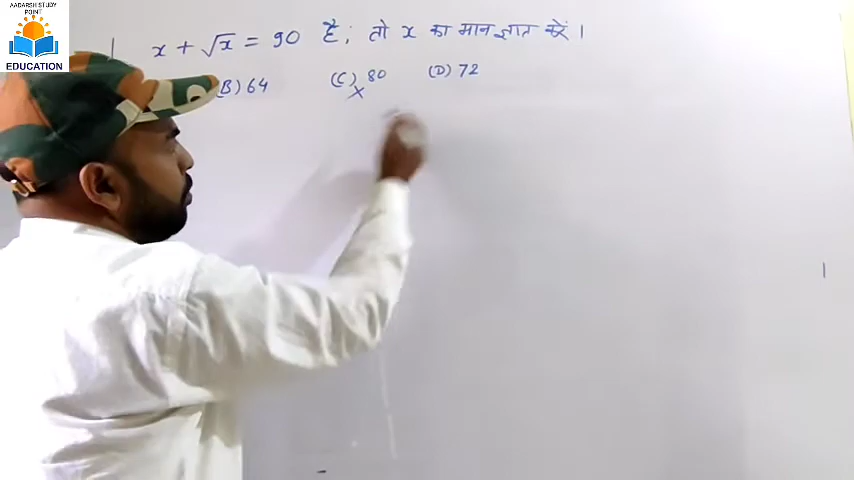 AADARSH STUDY
POINT
EDUCATION
x + √x = 90 है; तो x का मान ज्ञात करें।
(B) 64 (C) 80 (D) 72